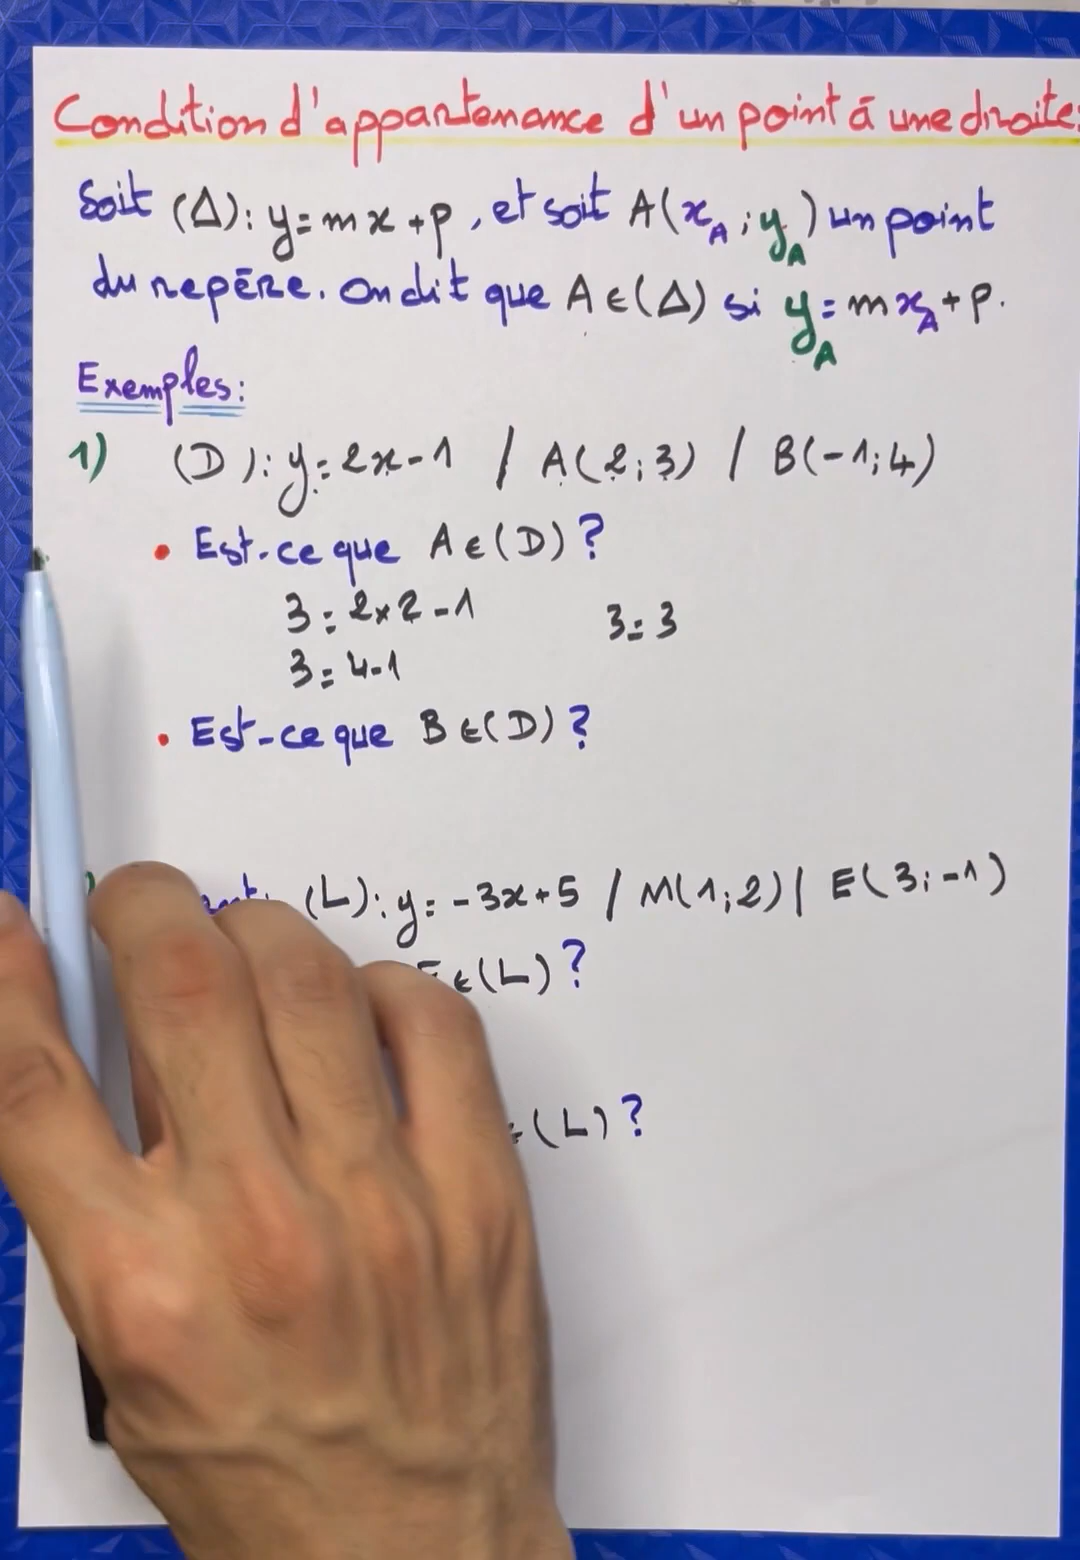 Condition d'appartenance d'un point à une droite:
Soit (Δ): y=mx+p, et soit A(x_A; y_A) un point
du repère. On dit que A∈(Δ) si y_A=mx_A+p.
Exemples:
1) (D): y=2x-1 / A(2;3) / B(-1;4)
• Est-ce que A∈(D)?
3=2×2-1 3=3
3=4-1
• Est-ce que B∈(D)?
(L): y=-3x+5 / M(1;2) / E(3;-1)
∈(L)?
(L)?